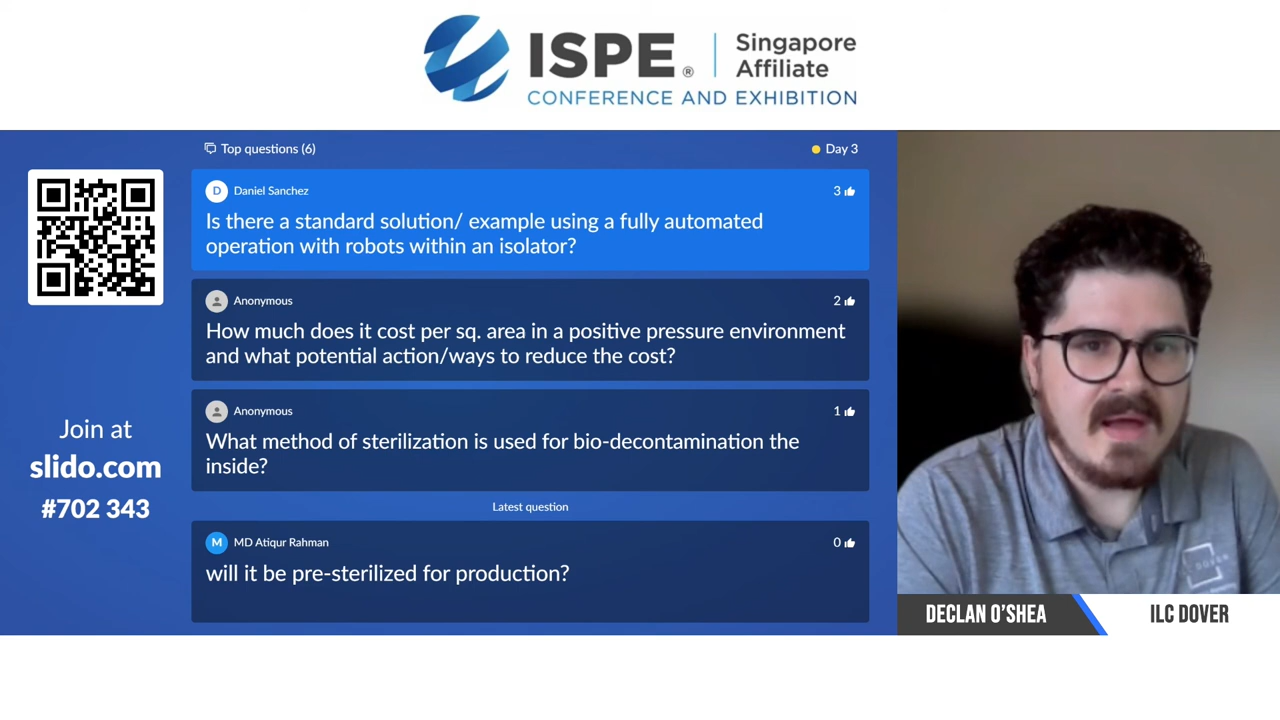 ISPE® | Singapore
Affiliate
CONFERENCE AND EXHIBITION
Top questions (6)
Day 3
D Daniel Sanchez
3
Is there a standard solution/ example using a fully automated
operation with robots within an isolator?
Anonymous
2
How much does it cost per sq. area in a positive pressure environment
and what potential action/ways to reduce the cost?
Anonymous
1
What method of sterilization is used for bio-decontamination the
inside?
Latest question
M MD Atiqur Rahman
0
will it be pre-sterilized for production?
Join at
slido.com
#702 343
DECLAN O'SHEA
ILC DOVER